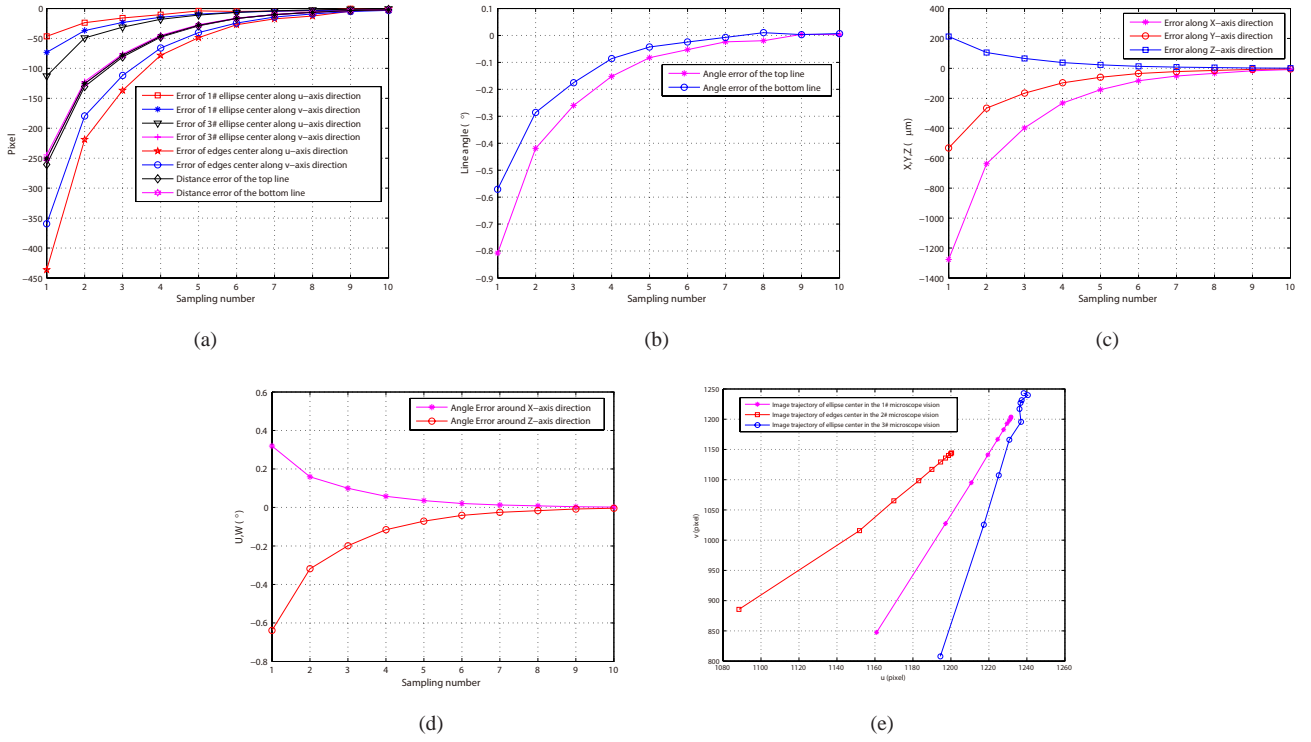 0
−50
−100
−150
−200
−250
−300
−350
−400
−450
Pixel
1 2 3 4 5 6 7 8 9 10
Sampling number
Error of 1# ellipse center along u−axis direction
Error of 1# ellipse center along v−axis direction
Error of 3# ellipse center along u−axis direction
Error of 3# ellipse center along v−axis direction
Error of edges center along u−axis direction
Error of edges center along v−axis direction
Distance error of the top line
Distance error of the bottom line
(a)
0.1
0
−0.1
−0.2
−0.3
−0.4
−0.5
−0.6
−0.7
−0.8
−0.9
Line angle ( ° )
1 2 3 4 5 6 7 8 9 10
Sampling number
Angle error of the top line
Angle error of the bottom line
(b)
400
200
0
−200
−400
−600
−800
−1000
−1200
−1400
X,Y,Z ( μm)
1 2 3 4 5 6 7 8 9 10
Sampling number
Error along X−axis direction
Error along Y−axis direction
Error along Z−axis direction
(c)
0.6
0.4
0.2
0
−0.2
−0.4
−0.6
−0.8
U,W ( ° )
1 2 3 4 5 6 7 8 9 10
Sampling number
Angle Error around X−axis direction
Angle Error around Z−axis direction
(d)
1250
1200
1150
1100
1050
1000
950
900
850
800
v (pixel)
1080 1100 1120 1140 1160 1180 1200 1220 1240 1260
u (pixel)
Image trajectory of ellipse center in the 1# microscope vision
Image trajectory of edges center in the 2# microscope vision
Image trajectory of ellipse center in the 3# microscope vision
(e)